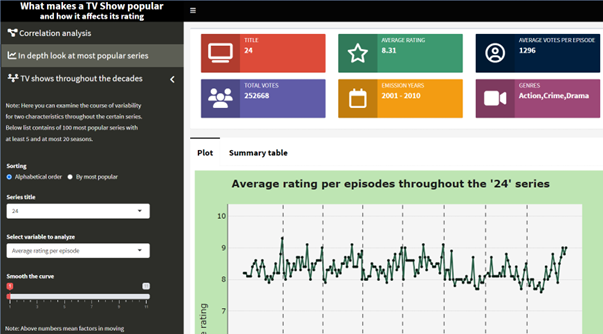 What makes a TV Show popular
and how it affects its rating
Correlation analysis
In depth look at most popular series
TV shows throughout the decades
Note: Here you can examine the course of variability
for two characteristics throughout the certain series.
Below list contains of 100 most popular series with
at least 5 and at most 20 seasons.
Sorting
Alphabetical order
By most popular
Series title
24
Select variable to analyze
Average rating per episode
Smooth the curve
Note: Above numbers mean factors in moving
TITLE
24
AVERAGE RATING
8.31
AVERAGE VOTES PER EPISODE
1296
TOTAL VOTES
252668
EMISSION YEARS
2001 - 2010
GENRES
Action,Crime,Drama
Plot
Summary table
Average rating per episodes throughout the '24' series
10
9
8
7
rating